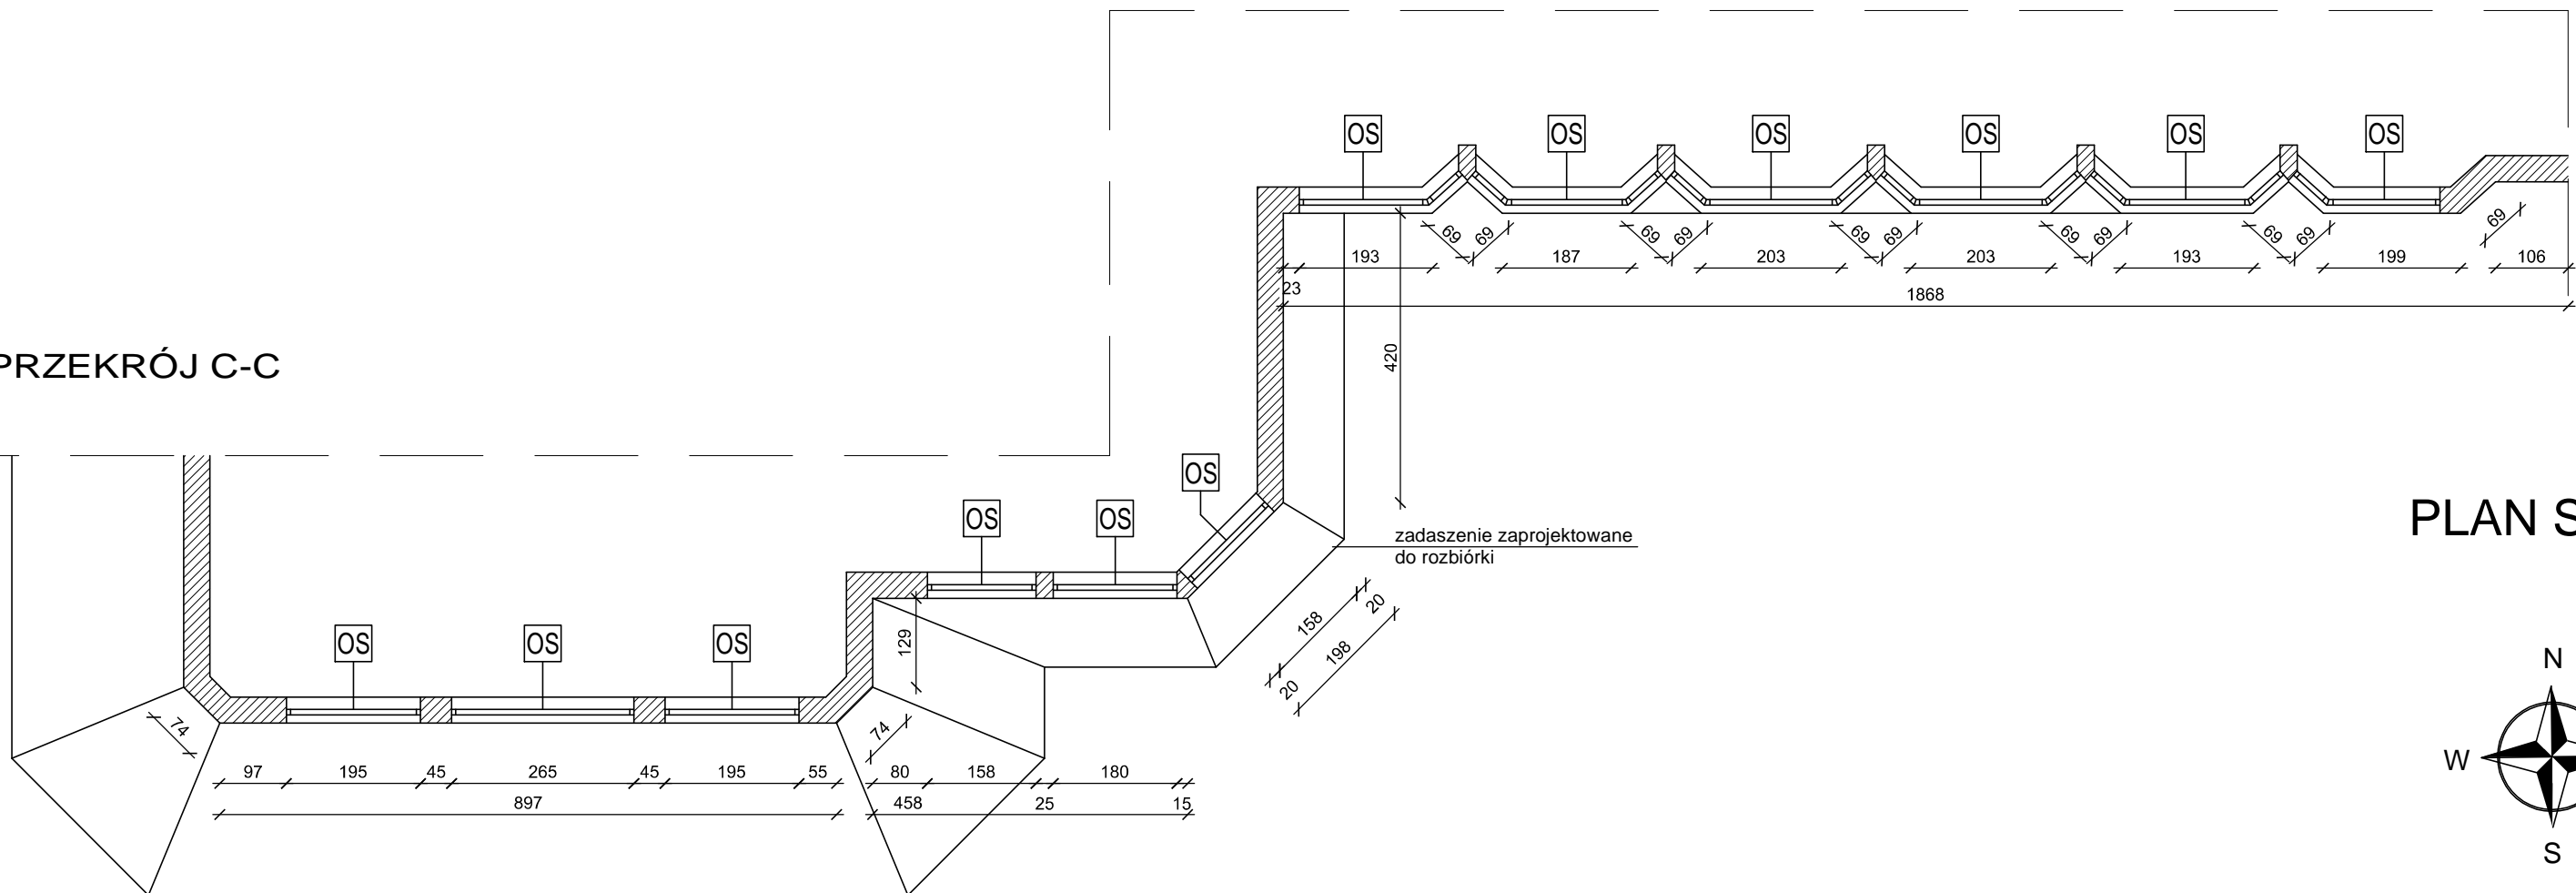 OS OS OS OS OS OS
69 69 69 69 69 69 69 69 69 69 69
193 187 203 203 193 199 106
23
1868
420
PRZEKRÓJ C-C
OS
OS OS
PLAN S
zadaszenie zaprojektowane
do rozbiórki
158 20
198
20
OS OS OS
129
74
74
97 195 45 265 45 195 55 80 158 180
897 458 25 15
N
W
S